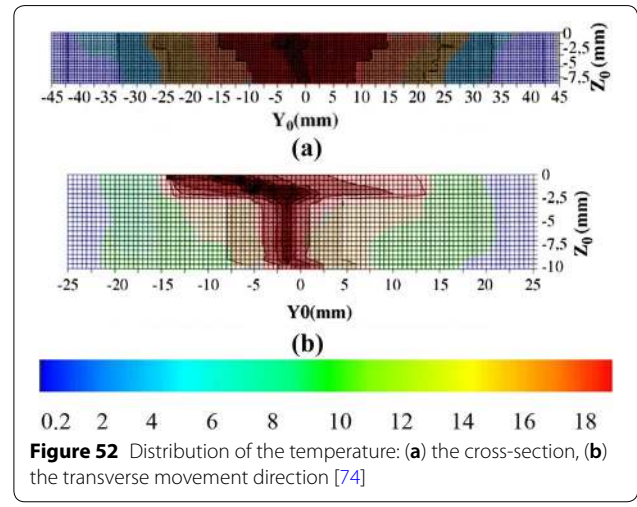 0
-2.5
-5
-7.5
Z₀ (mm)
-45 -40 -35 -30 -25 -20 -15 -10 -5 0 5 10 15 20 25 30 35 40 45
Y₀(mm)
(a)
0
-2.5
-5
-7.5
-10
Z₀ (mm)
-25 -20 -15 -10 -5 0 5 10 15 20 25
Y0(mm)
(b)
0.2 2 4 6 8 10 12 14 16 18
Figure 52 Distribution of the temperature: (a) the cross-section, (b)
the transverse movement direction [74]